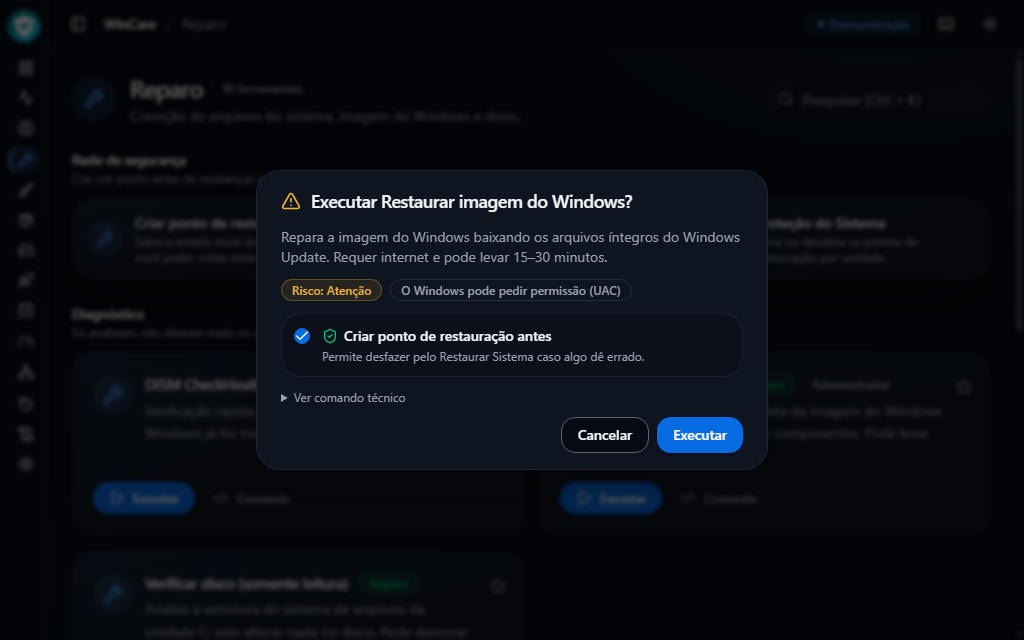 WinCare / Reparo
Demonstração
Reparo
Correção de arquivos do sistema, imagem do Windows e disco.
Pesquisar (Ctrl + K)
Rede de segurança
Executar Restaurar imagem do Windows?
Repara a imagem do Windows baixando os arquivos íntegros do Windows
Update. Requer internet e pode levar 15–30 minutos.
Risco: Atenção
O Windows pode pedir permissão (UAC)
Criar ponto de restauração antes
Permite desfazer pelo Restaurar Sistema caso algo dê errado.
Ver comando técnico
Cancelar
Executar
Diagnóstico
Administrador
Executar
Comando
Executar
Comando
Verificar disco (somente leitura)
Seguro
Analisa a estrutura do sistema de arquivos da
unidade C: sem alterar nada no disco. Pode demorar